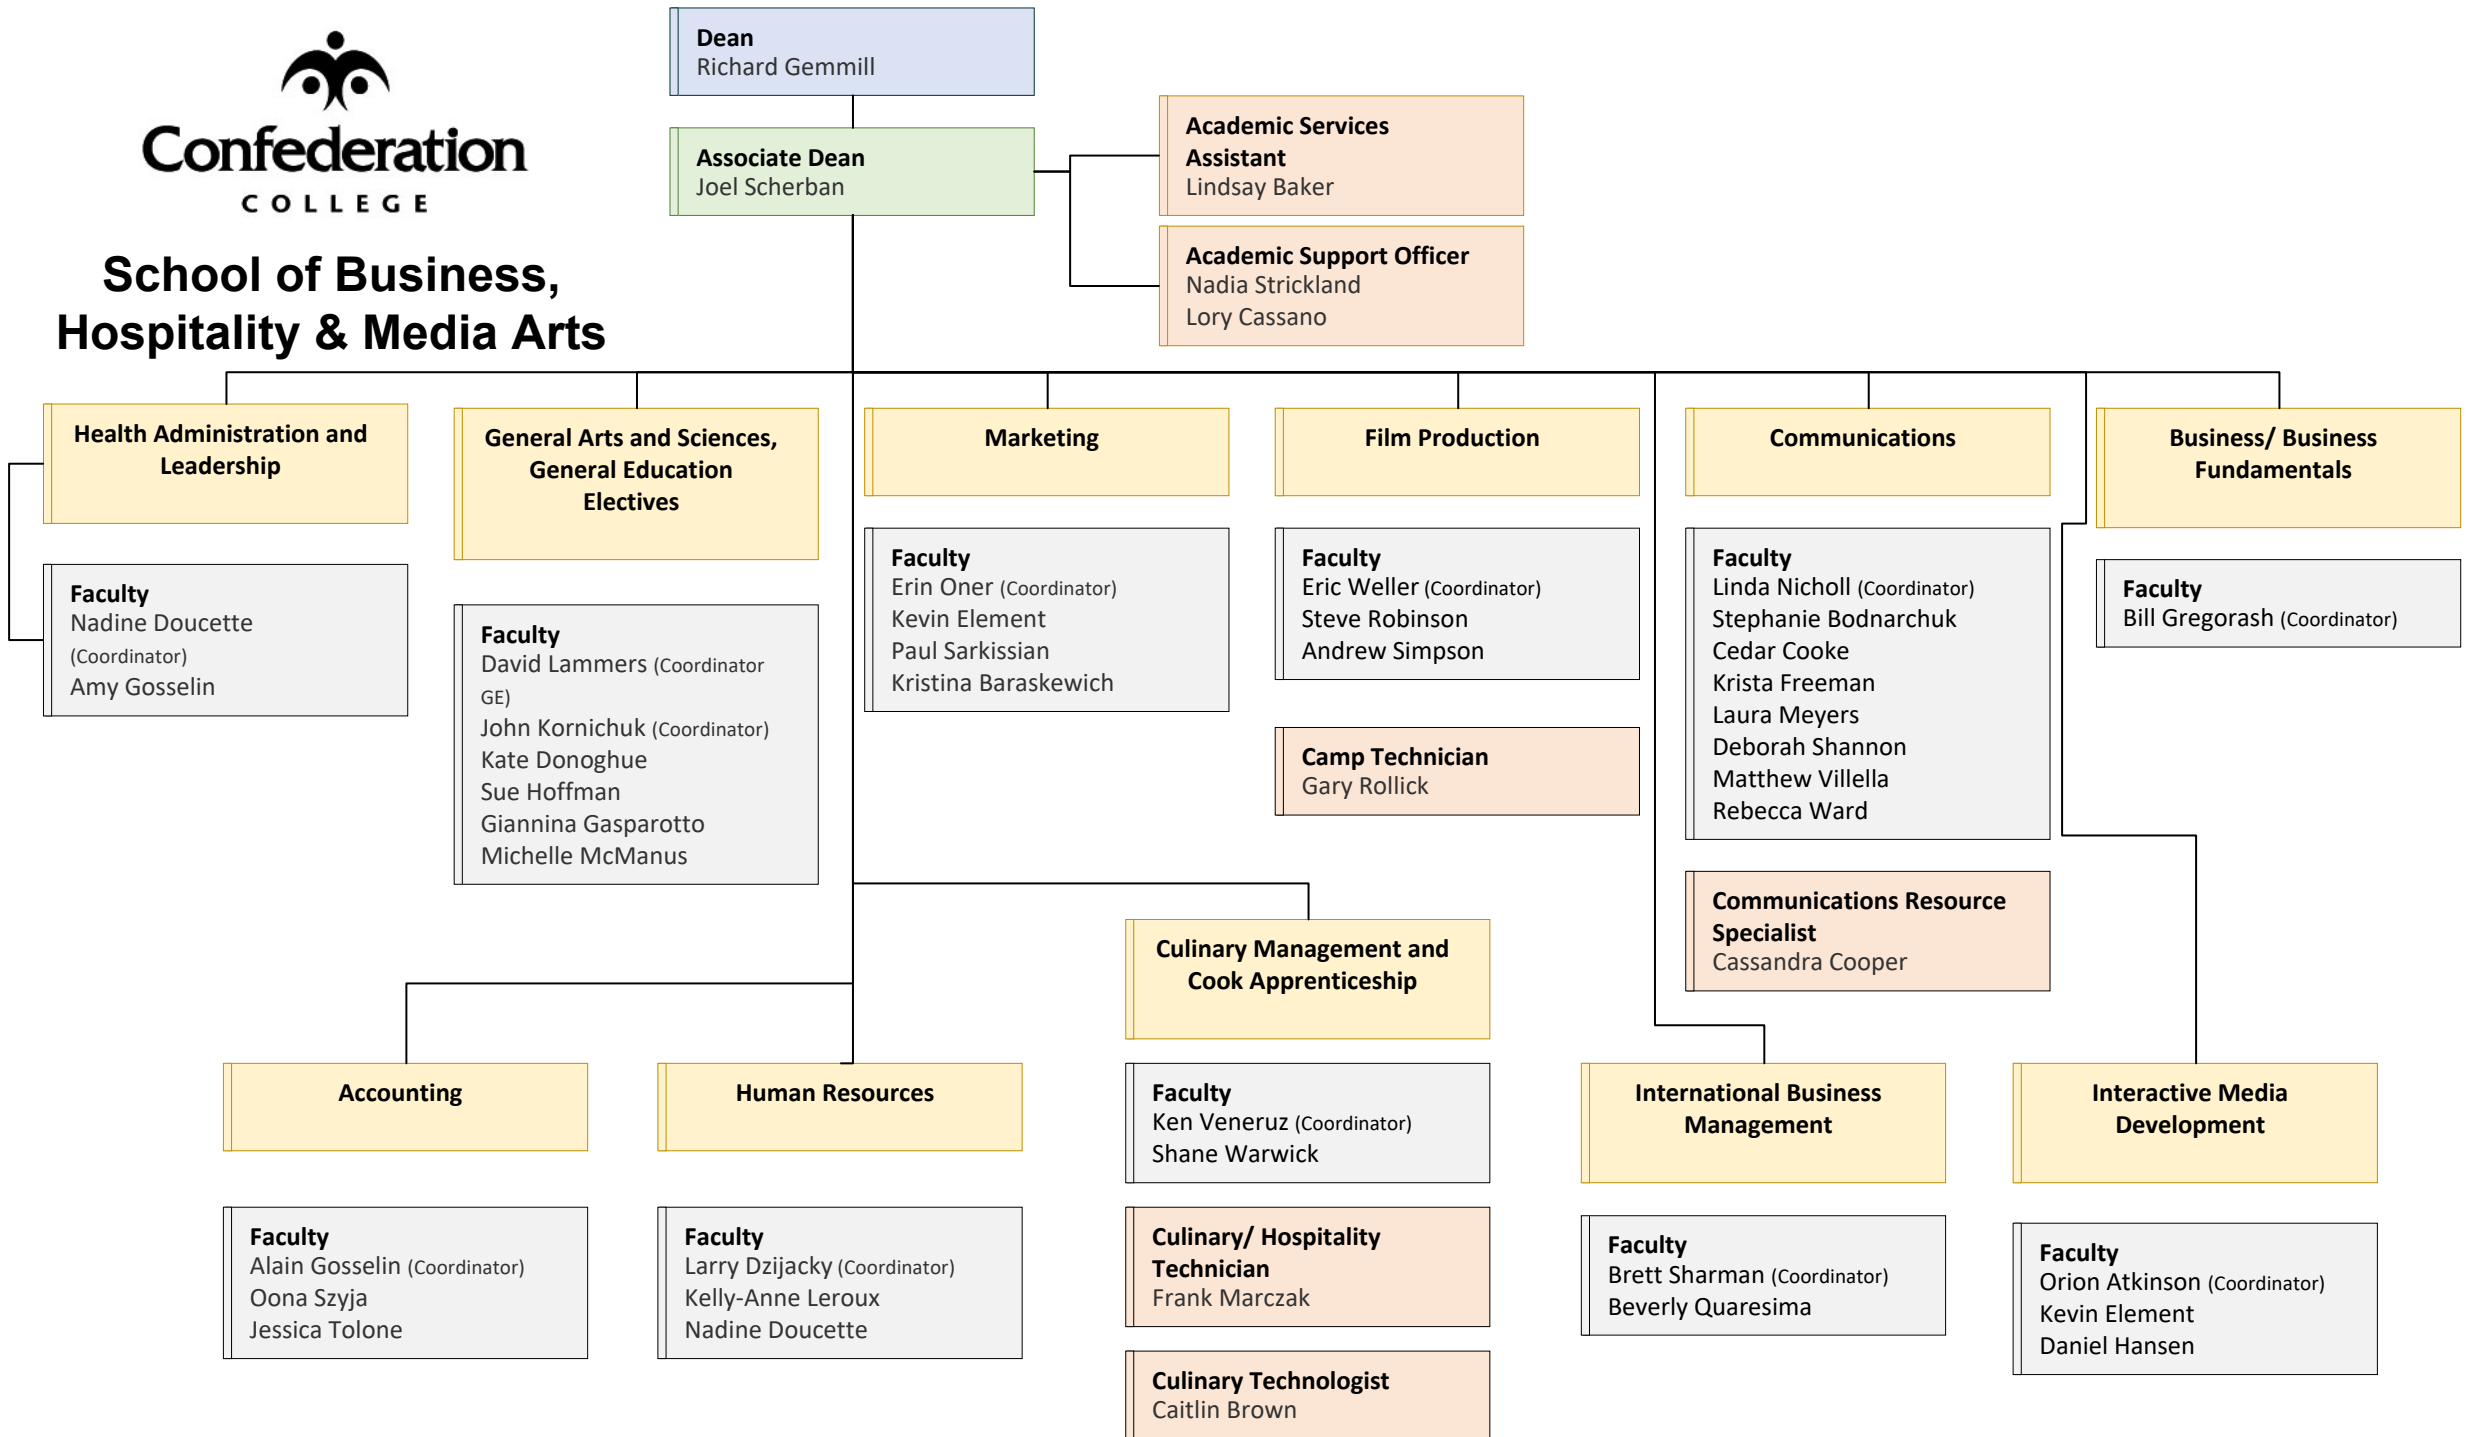 Confederation
COLLEGE
School of Business,
Hospitality & Media Arts
Dean
Richard Gemmill
Associate Dean
Joel Scherban
Academic Services
Assistant
Lindsay Baker
Academic Support Officer
Nadia Strickland
Lory Cassano
Health Administration and
Leadership
Faculty
Nadine Doucette
(Coordinator)
Amy Gosselin
General Arts and Sciences,
General Education
Electives
Faculty
David Lammers (Coordinator
GE)
John Kornichuk (Coordinator)
Kate Donoghue
Sue Hoffman
Giannina Gasparotto
Michelle McManus
Marketing
Faculty
Erin Oner (Coordinator)
Kevin Element
Paul Sarkissian
Kristina Baraskewich
Film Production
Faculty
Eric Weller (Coordinator)
Steve Robinson
Andrew Simpson
Camp Technician
Gary Rollick
Communications
Faculty
Linda Nicholl (Coordinator)
Stephanie Bodnarchuk
Cedar Cooke
Krista Freeman
Laura Meyers
Deborah Shannon
Matthew Villella
Rebecca Ward
Communications Resource
Specialist
Cassandra Cooper
Business/ Business
Fundamentals
Faculty
Bill Gregorash (Coordinator)
Accounting
Faculty
Alain Gosselin (Coordinator)
Oona Szyja
Jessica Tolone
Human Resources
Faculty
Larry Dzijacky (Coordinator)
Kelly-Anne Leroux
Nadine Doucette
Culinary Management and
Cook Apprenticeship
Faculty
Ken Veneruz (Coordinator)
Shane Warwick
Culinary/ Hospitality
Technician
Frank Marczak
Culinary Technologist
Caitlin Brown
International Business
Management
Faculty
Brett Sharman (Coordinator)
Beverly Quaresima
Interactive Media
Development
Faculty
Orion Atkinson (Coordinator)
Kevin Element
Daniel Hansen